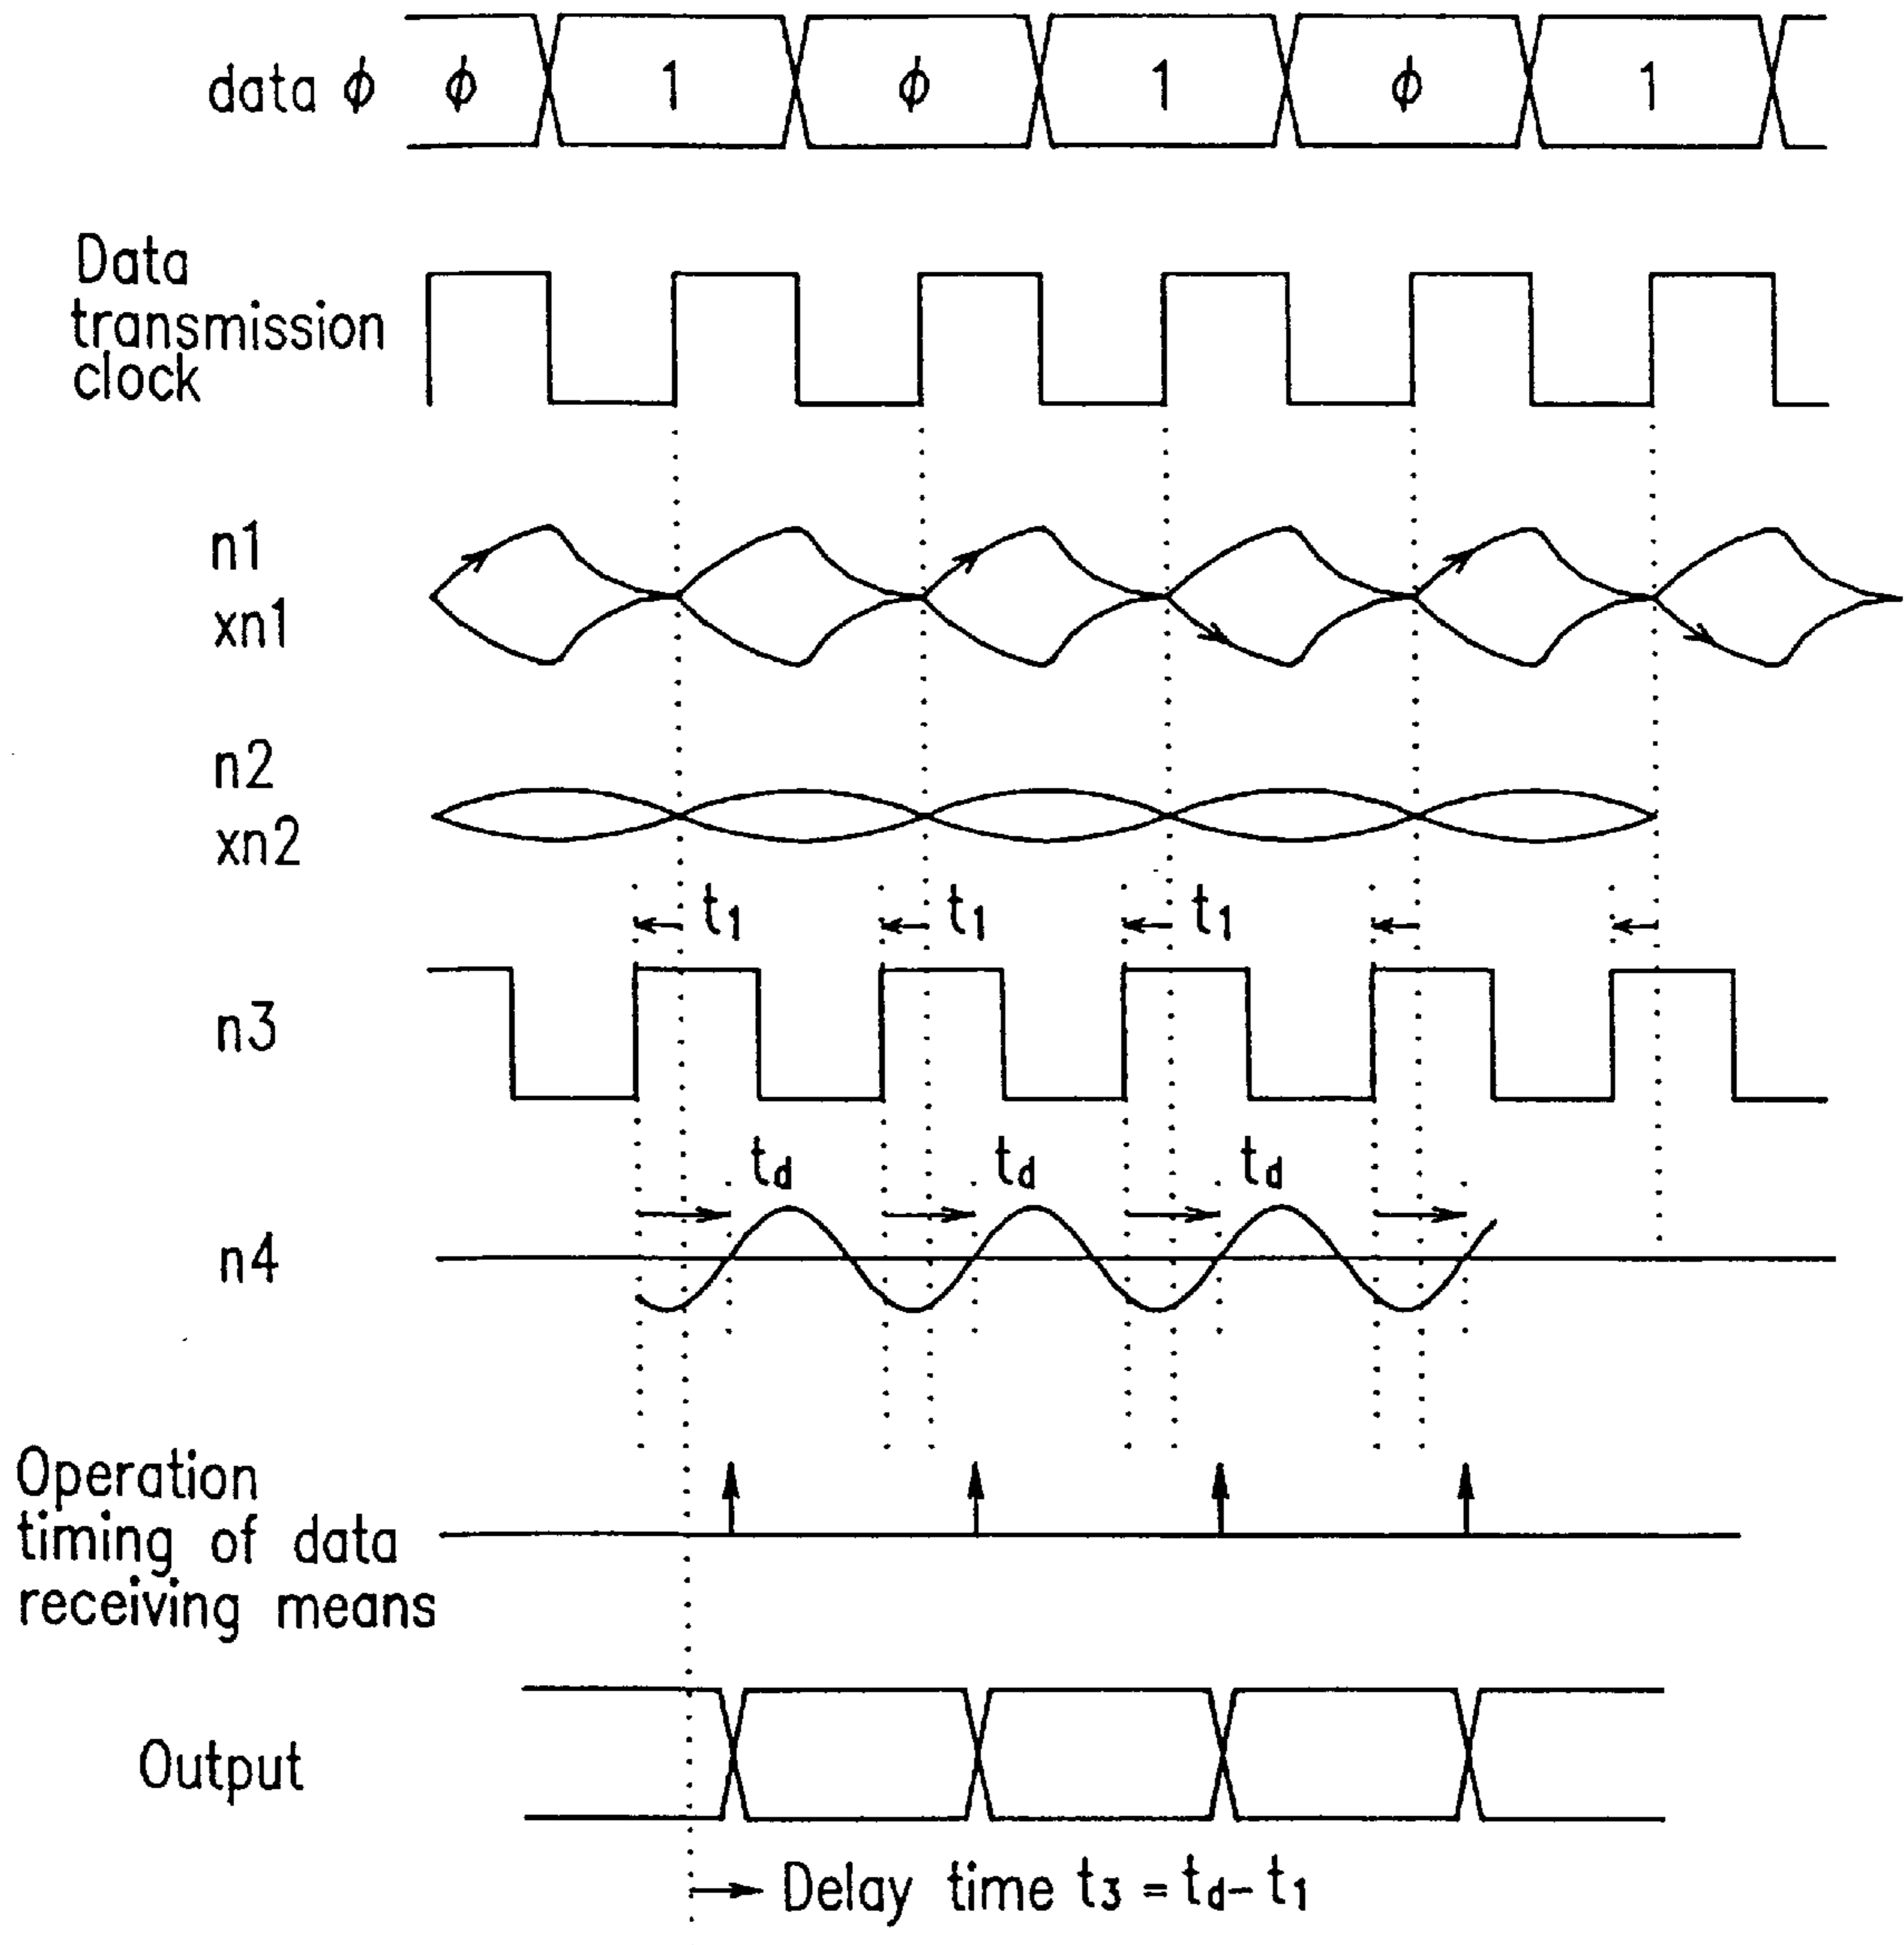 data ϕ ϕ 1 ϕ 1 ϕ 1
Data
transmission
clock
n1
xn1
n2
xn2
t1 t1 t1
n3
td td td
n4
Operation
timing of data
receiving means
Output
Delay time t3 = td- t1